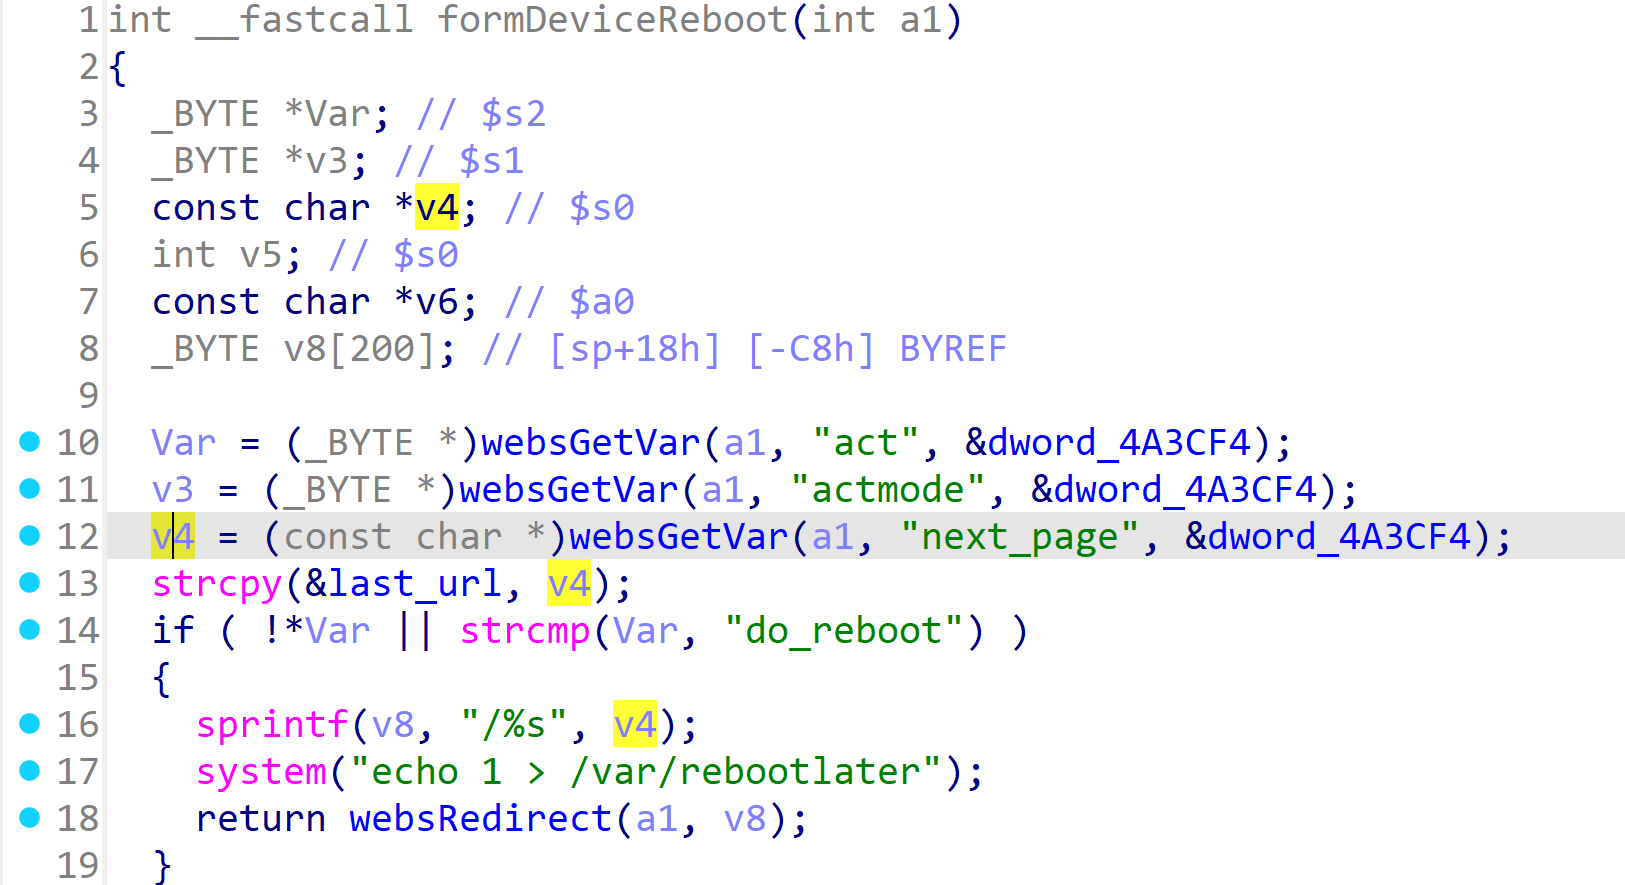 1 int __fastcall formDeviceReboot(int a1)
2 {
3   _BYTE *Var; // $s2
4   _BYTE *v3; // $s1
5   const char *v4; // $s0
6   int v5; // $s0
7   const char *v6; // $a0
8   _BYTE v8[200]; // [sp+18h] [-C8h] BYREF
9
10   Var = (_BYTE *)websGetVar(a1, "act", &dword_4A3CF4);
11   v3 = (_BYTE *)websGetVar(a1, "actmode", &dword_4A3CF4);
12   v4 = (const char *)websGetVar(a1, "next_page", &dword_4A3CF4);
13   strcpy(&last_url, v4);
14   if ( !*Var || strcmp(Var, "do_reboot") )
15   {
16     sprintf(v8, "/%s", v4);
17     system("echo 1 > /var/rebootlater");
18     return websRedirect(a1, v8);
19   }